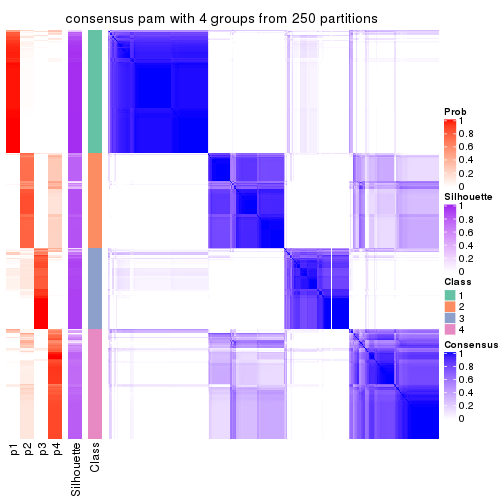 consensus pam with 4 groups from 250 partitions
Prob
1
0.8
0.6
0.4
0.2
0
Silhouette
1
0.8
0.6
0.4
0.2
0
Class
1
2
3
4
Consensus
1
0.8
0.6
0.4
0.2
0
p1
p2
p3
p4
Silhouette
Class